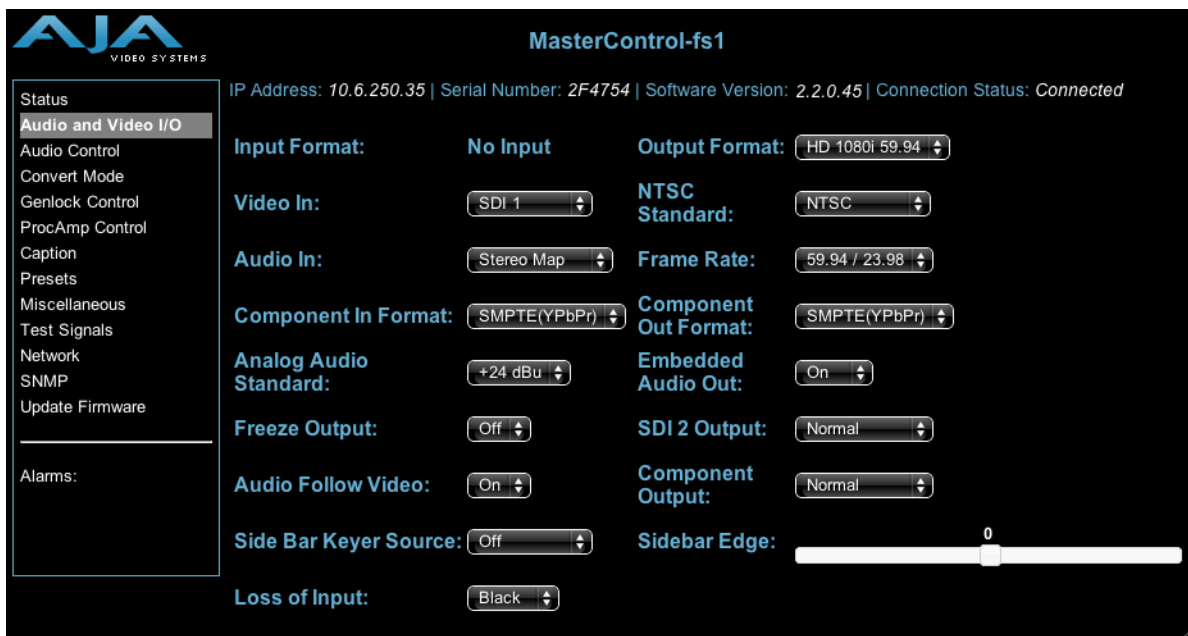 AJA
VIDEO SYSTEMS
MasterControl-fs1
IP Address: 10.6.250.35 | Serial Number: 2F4754 | Software Version: 2.2.0.45 | Connection Status: Connected
Status
Audio and Video I/O
Audio Control
Convert Mode
Genlock Control
ProcAmp Control
Caption
Presets
Miscellaneous
Test Signals
Network
SNMP
Update Firmware
Alarms:
Input Format: No Input Output Format: HD 1080i 59.94
Video In: SDI 1 NTSC
Standard: NTSC
Audio In: Stereo Map Frame Rate: 59.94 / 23.98
Component In Format: SMPTE(YPbPr) Component
Out Format: SMPTE(YPbPr)
Analog Audio
Standard: +24 dBu Embedded
Audio Out: On
Freeze Output: Off SDI 2 Output: Normal
Audio Follow Video: On Component
Output: Normal
Side Bar Keyer Source: Off Sidebar Edge: 0
Loss of Input: Black